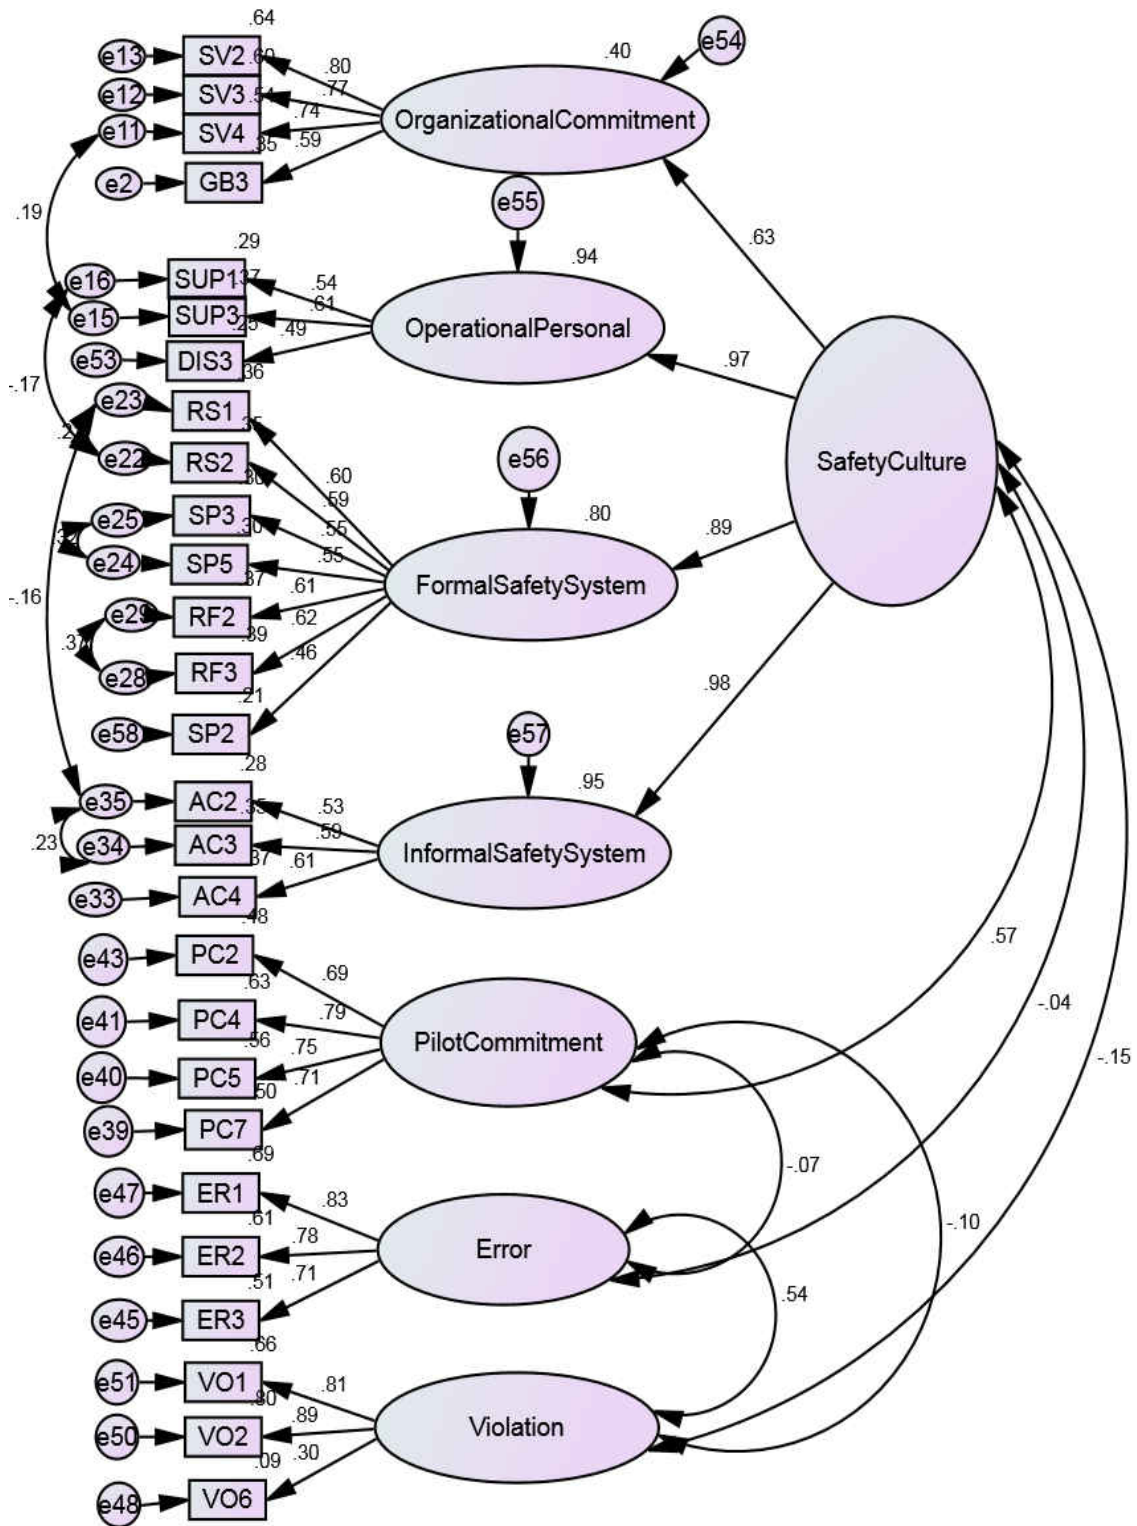 .64
e13 SV2 .60 .80 .40 e54
e12 SV3 .54 .77
e11 SV4 .35 .74 OrganizationalCommitment
e2 GB3 .59
.19
e55
.63
.29 .94
e16 SUP1 .37 .54
e15 SUP3 .25 .61 OperationalPersonal
e53 DIS3 .36 .49 .97
-.17
e23 RS1 .35
e22 RS2 .30 .60 e56 SafetyCulture
e25 SP3 .30 .59 .80
.32
e24 SP5 .37 .55 .89
.55
e29 RF2 .39 .61 FormalSafetySystem
-.16
.37
e28 RF3 .21 .62
.46
e58 SP2 .28 e57 .98
.95
e35 AC2 .35 .53
.23
e34 AC3 .37 .59 InformalSafetySystem
e33 AC4 .48 .61
.57
e43 PC2 .63 .69
-.04
e41 PC4 .56 .79 PilotCommitment
-.15
e40 PC5 .50 .75
.71
e39 PC7 .69
-.07
e47 ER1 .61 .83
-.10
e46 ER2 .51 .78 Error
.71
.54
e45 ER3 .66
e51 VO1 .80 .81
e50 VO2 .09 .89 Violation
.30
e48 VO6